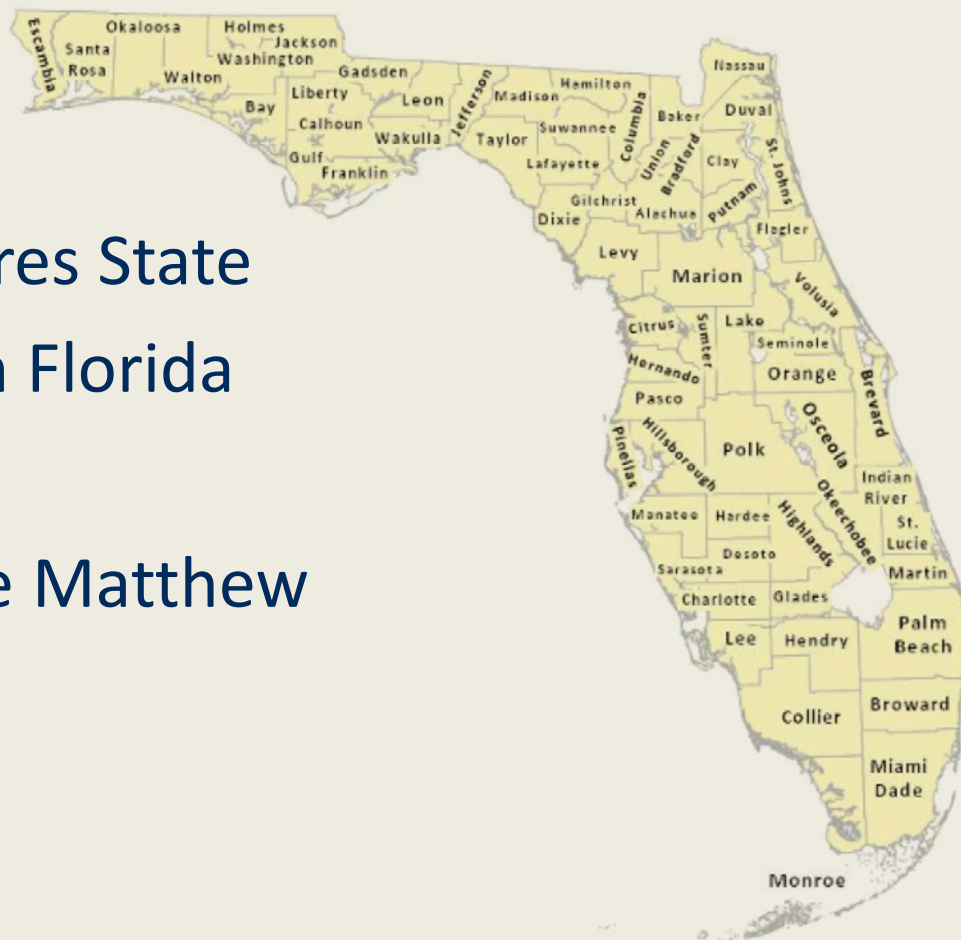 Escambia
Santa
Rosa
Okaloosa
Walton
Holmes
Jackson
Washington
Bay
Gadsden
Liberty
Calhoun
Gulf
Franklin
Leon
Wakulla
Jefferson
Madison
Taylor
Hamilton
Suwannee
Lafayette
Columbia
Baker
Union
Bradford
Nassau
Duval
Clay
St. Johns
Putnam
Gilchrist
Dixie
Alachua
Flagler
Levy
Marion
Volusia
res State
Florida
e Matthew
Citrus
Sumter
Lake
Seminole
Hernando
Orange
Pasco
Brevard
Pinellas
Hillsborough
Polk
Osceola
Indian
River
Manatee
Hardee
Highlands
Okeechobee
St.
Lucie
Desoto
Sarasota
Martin
Charlotte
Glades
Lee
Hendry
Palm
Beach
Collier
Broward
Miami
Dade
Monroe